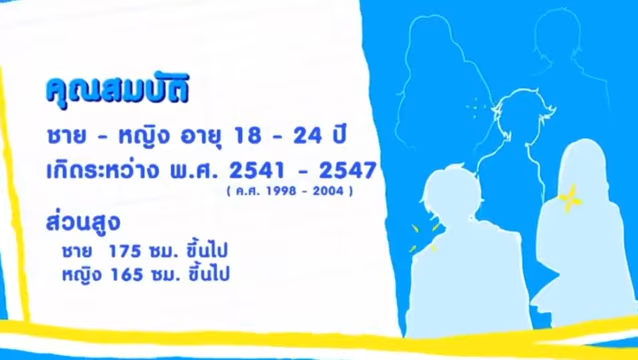 คุณสมบัติ
ชาย - หญิง อายุ 18 - 24 ปี
เกิดระหว่าง พ.ศ. 2541 - 2547
( ค.ศ. 1998 - 2004 )
ส่วนสูง
ชาย 175 ซม. ขึ้นไป
หญิง 165 ซม. ขึ้นไป